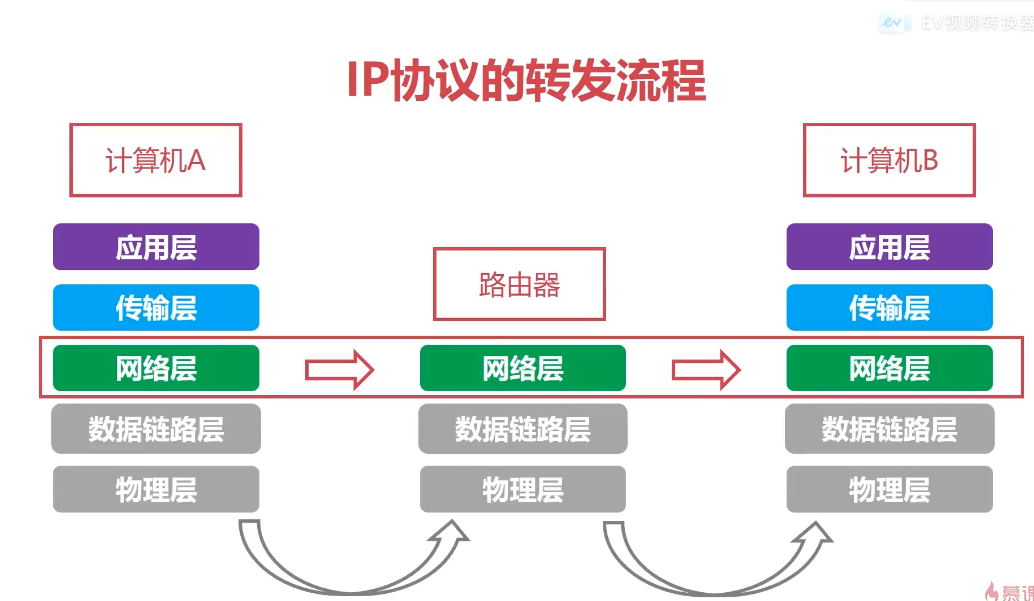 EV视频转换器
IP协议的转发流程
计算机A
计算机B
应用层
应用层
路由器
传输层
传输层
网络层
网络层
网络层
数据链路层
数据链路层
数据链路层
物理层
物理层
物理层
慕课